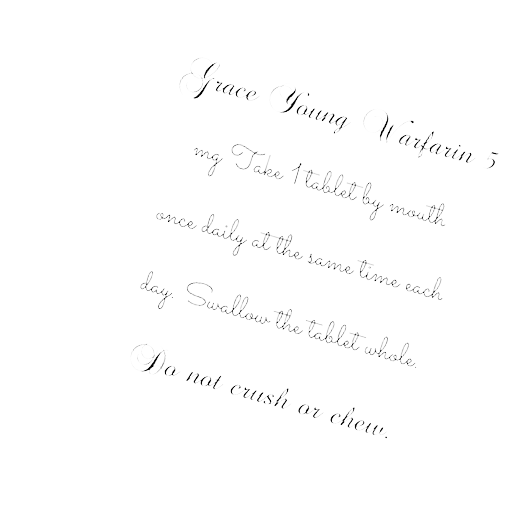 Grace Young Warfarin 5
mg Take 1 tablet by mouth
once daily at the same time each
day. Swallow the tablet whole.
Do not crush or chew.